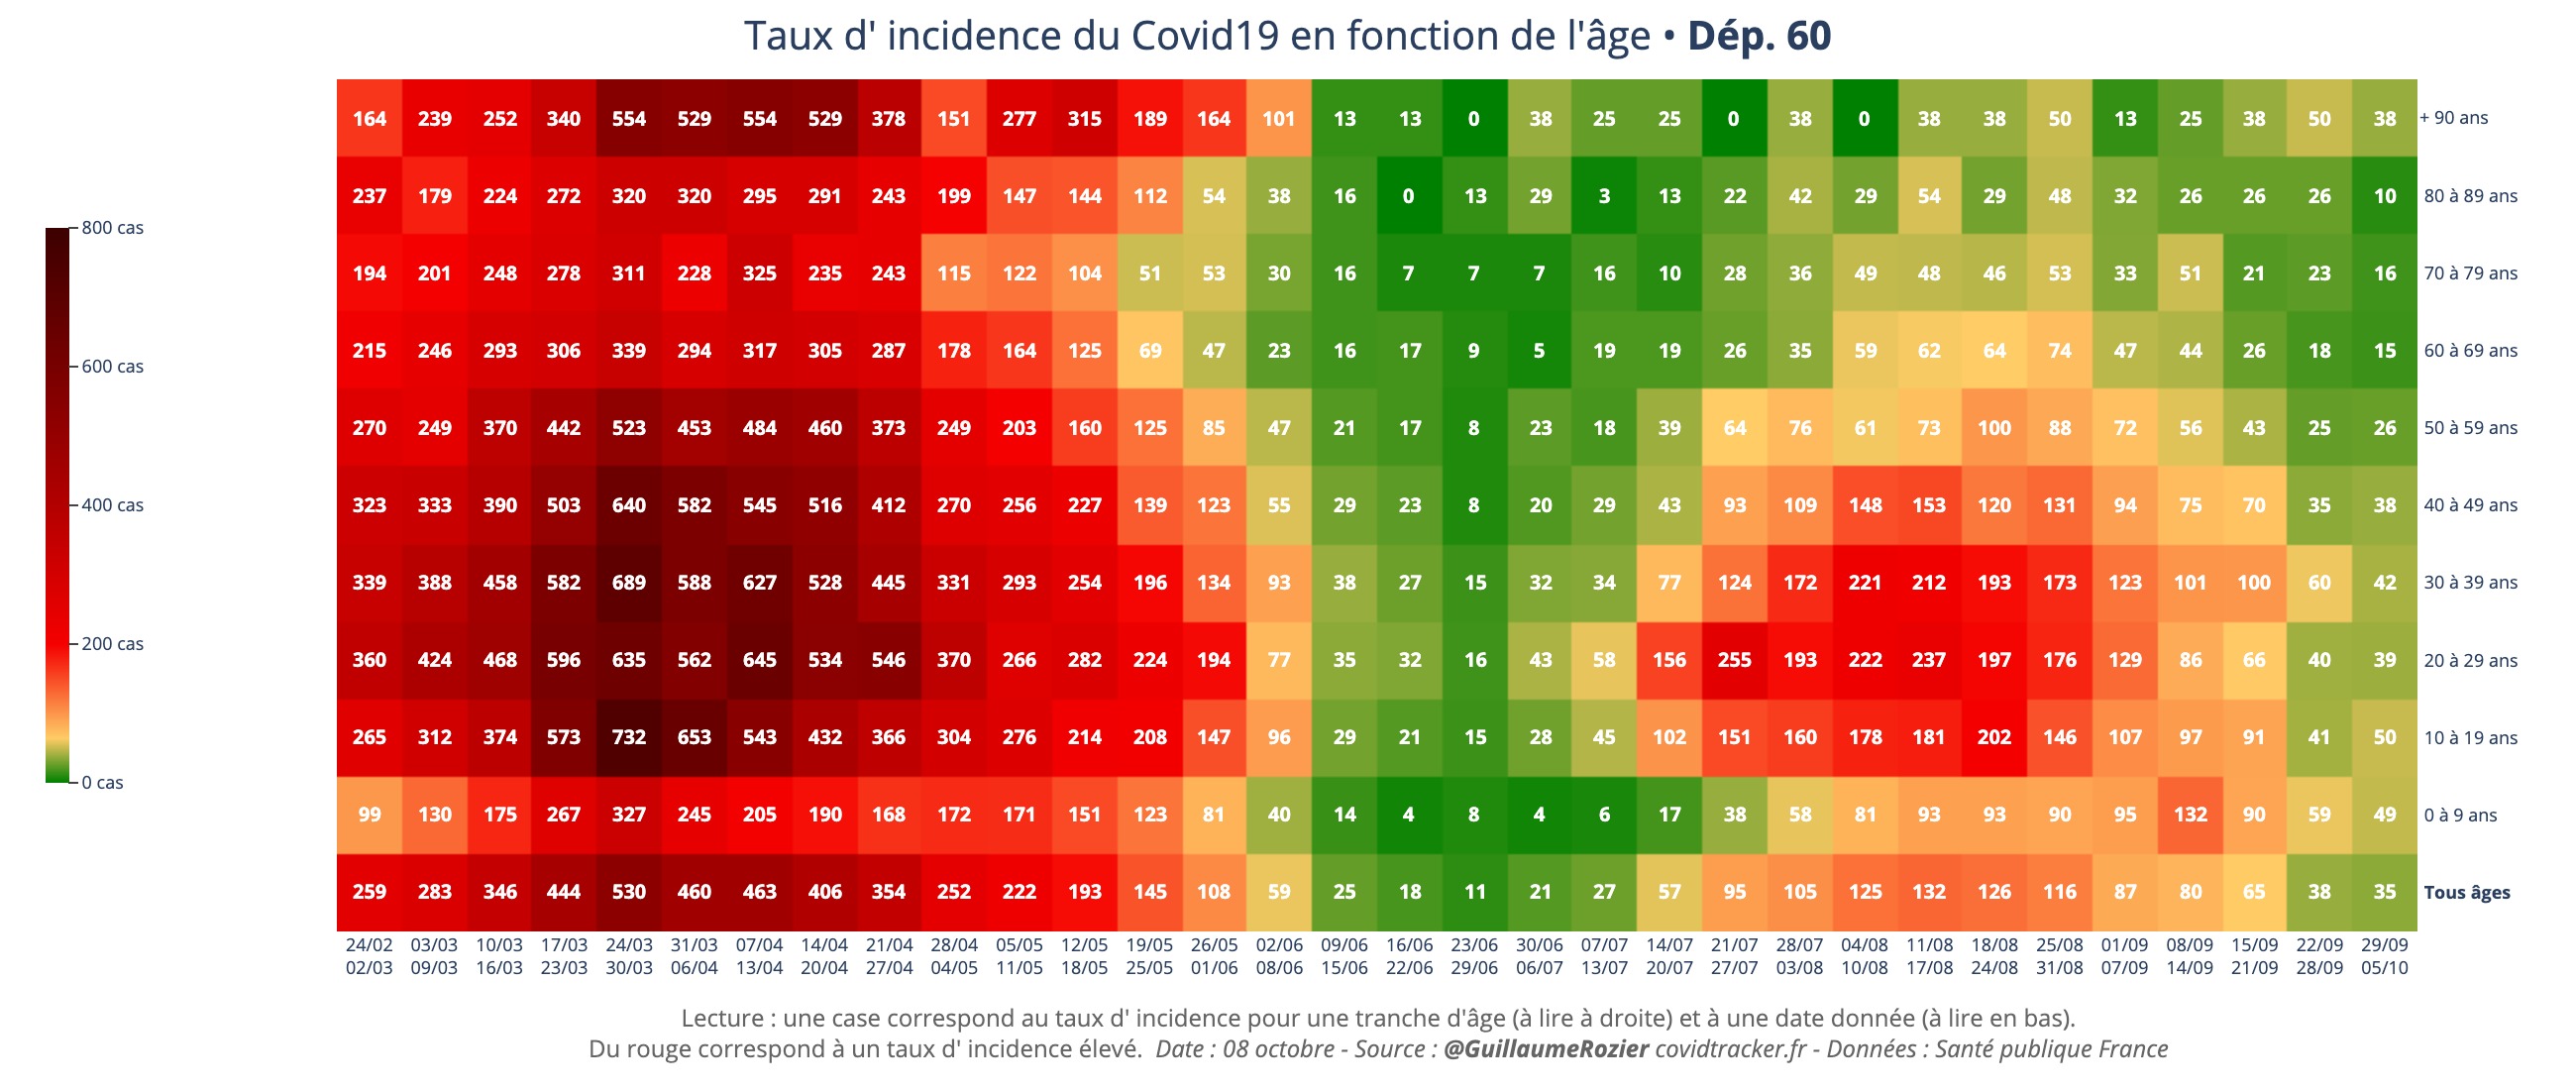 Taux d' incidence du Covid19 en fonction de l'âge • Dép. 60
800 cas
600 cas
400 cas
200 cas
0 cas
164 239 252 340 554 529 554 529 378 151 277 315 189 164 101 13 13 0 38 25 25 0 38 0 38 38 50 13 25 38 50 38 + 90 ans
237 179 224 272 320 320 295 291 243 199 147 144 112 54 38 16 0 13 29 3 13 22 42 29 54 29 48 32 26 26 26 10 80 à 89 ans
194 201 248 278 311 228 325 235 243 115 122 104 51 53 30 16 7 7 7 16 10 28 36 49 48 46 53 33 51 21 23 16 70 à 79 ans
215 246 293 306 339 294 317 305 287 178 164 125 69 47 23 16 17 9 5 19 19 26 35 59 62 64 74 47 44 26 18 15 60 à 69 ans
270 249 370 442 523 453 484 460 373 249 203 160 125 85 47 21 17 8 23 18 39 64 76 61 73 100 88 72 56 43 25 26 50 à 59 ans
323 333 390 503 640 582 545 516 412 270 256 227 139 123 55 29 23 8 20 29 43 93 109 148 153 120 131 94 75 70 35 38 40 à 49 ans
339 388 458 582 689 588 627 528 445 331 293 254 196 134 93 38 27 15 32 34 77 124 172 221 212 193 173 123 101 100 60 42 30 à 39 ans
360 424 468 596 635 562 645 534 546 370 266 282 224 194 77 35 32 16 43 58 156 255 193 222 237 197 176 129 86 66 40 39 20 à 29 ans
265 312 374 573 732 653 543 432 366 304 276 214 208 147 96 29 21 15 28 45 102 151 160 178 181 202 146 107 97 91 41 50 10 à 19 ans
99 130 175 267 327 245 205 190 168 172 171 151 123 81 40 14 4 8 4 6 17 38 58 81 93 93 90 95 132 90 59 49 0 à 9 ans
259 283 346 444 530 460 463 406 354 252 222 193 145 108 59 25 18 11 21 27 57 95 105 125 132 126 116 87 80 65 38 35 Tous âges
24/02 03/03 10/03 17/03 24/03 31/03 07/04 14/04 21/04 28/04 05/05 12/05 19/05 26/05 02/06 09/06 16/06 23/06 30/06 07/07 14/07 21/07 28/07 04/08 11/08 18/08 25/08 01/09 08/09 15/09 22/09 29/09
02/03 09/03 16/03 23/03 30/03 06/04 13/04 20/04 27/04 04/05 11/05 18/05 25/05 01/06 08/06 15/06 22/06 29/06 06/07 13/07 20/07 27/07 03/08 10/08 17/08 24/08 31/08 07/09 14/09 21/09 28/09 05/10
Lecture : une case correspond au taux d' incidence pour une tranche d'âge (à lire à droite) et à une date donnée (à lire en bas).
Du rouge correspond à un taux d' incidence élevé. Date : 08 octobre - Source : @GuillaumeRozier covidtracker.fr - Données : Santé publique France